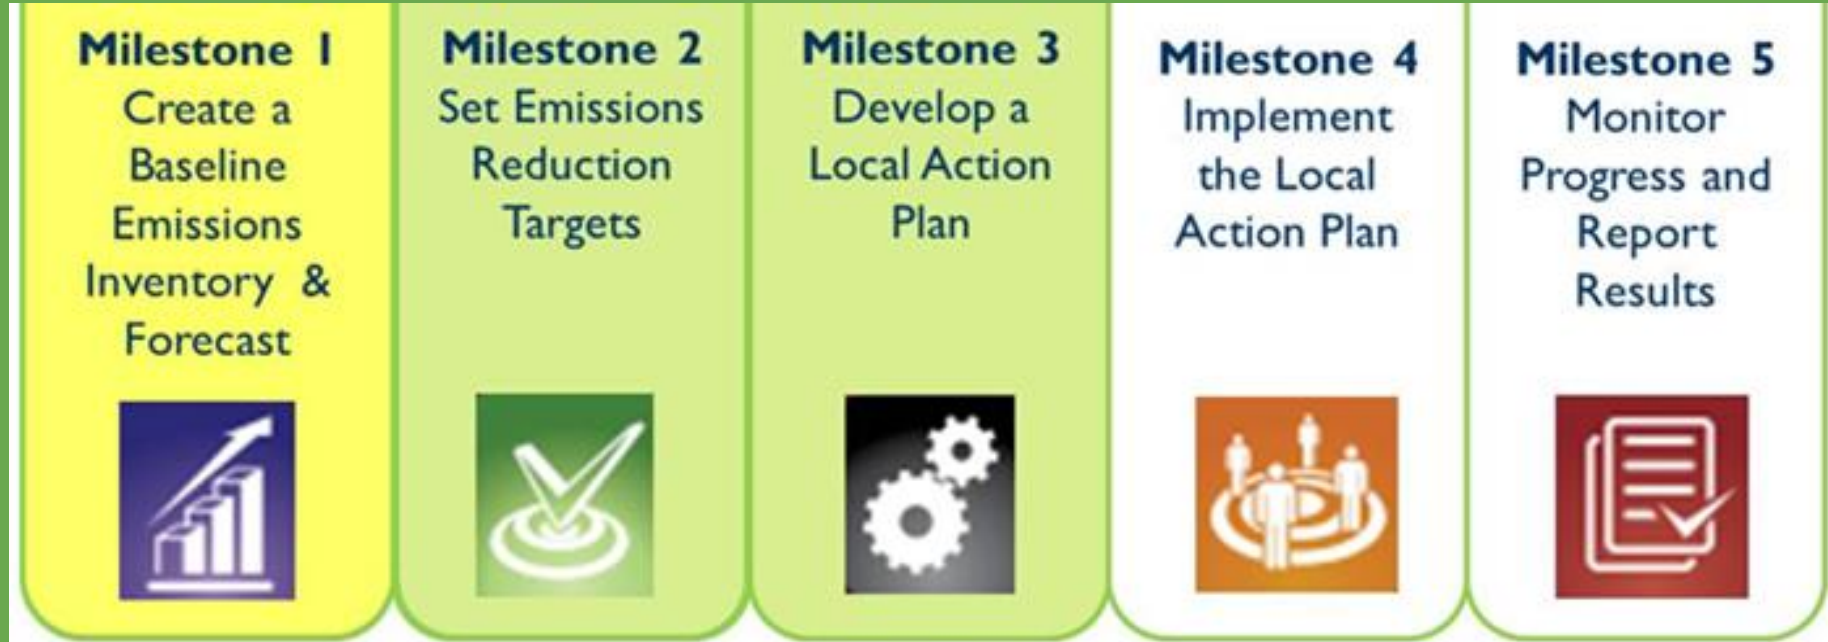 Milestone 1
Create a
Baseline
Emissions
Inventory &
Forecast
Milestone 2
Set Emissions
Reduction
Targets
Milestone 3
Develop a
Local Action
Plan
Milestone 4
Implement
the Local
Action Plan
Milestone 5
Monitor
Progress and
Report
Results